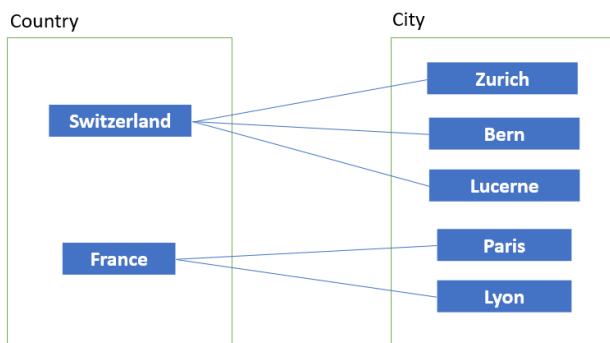 Country
City
Switzerland
Zurich
Bern
Lucerne
France
Paris
Lyon